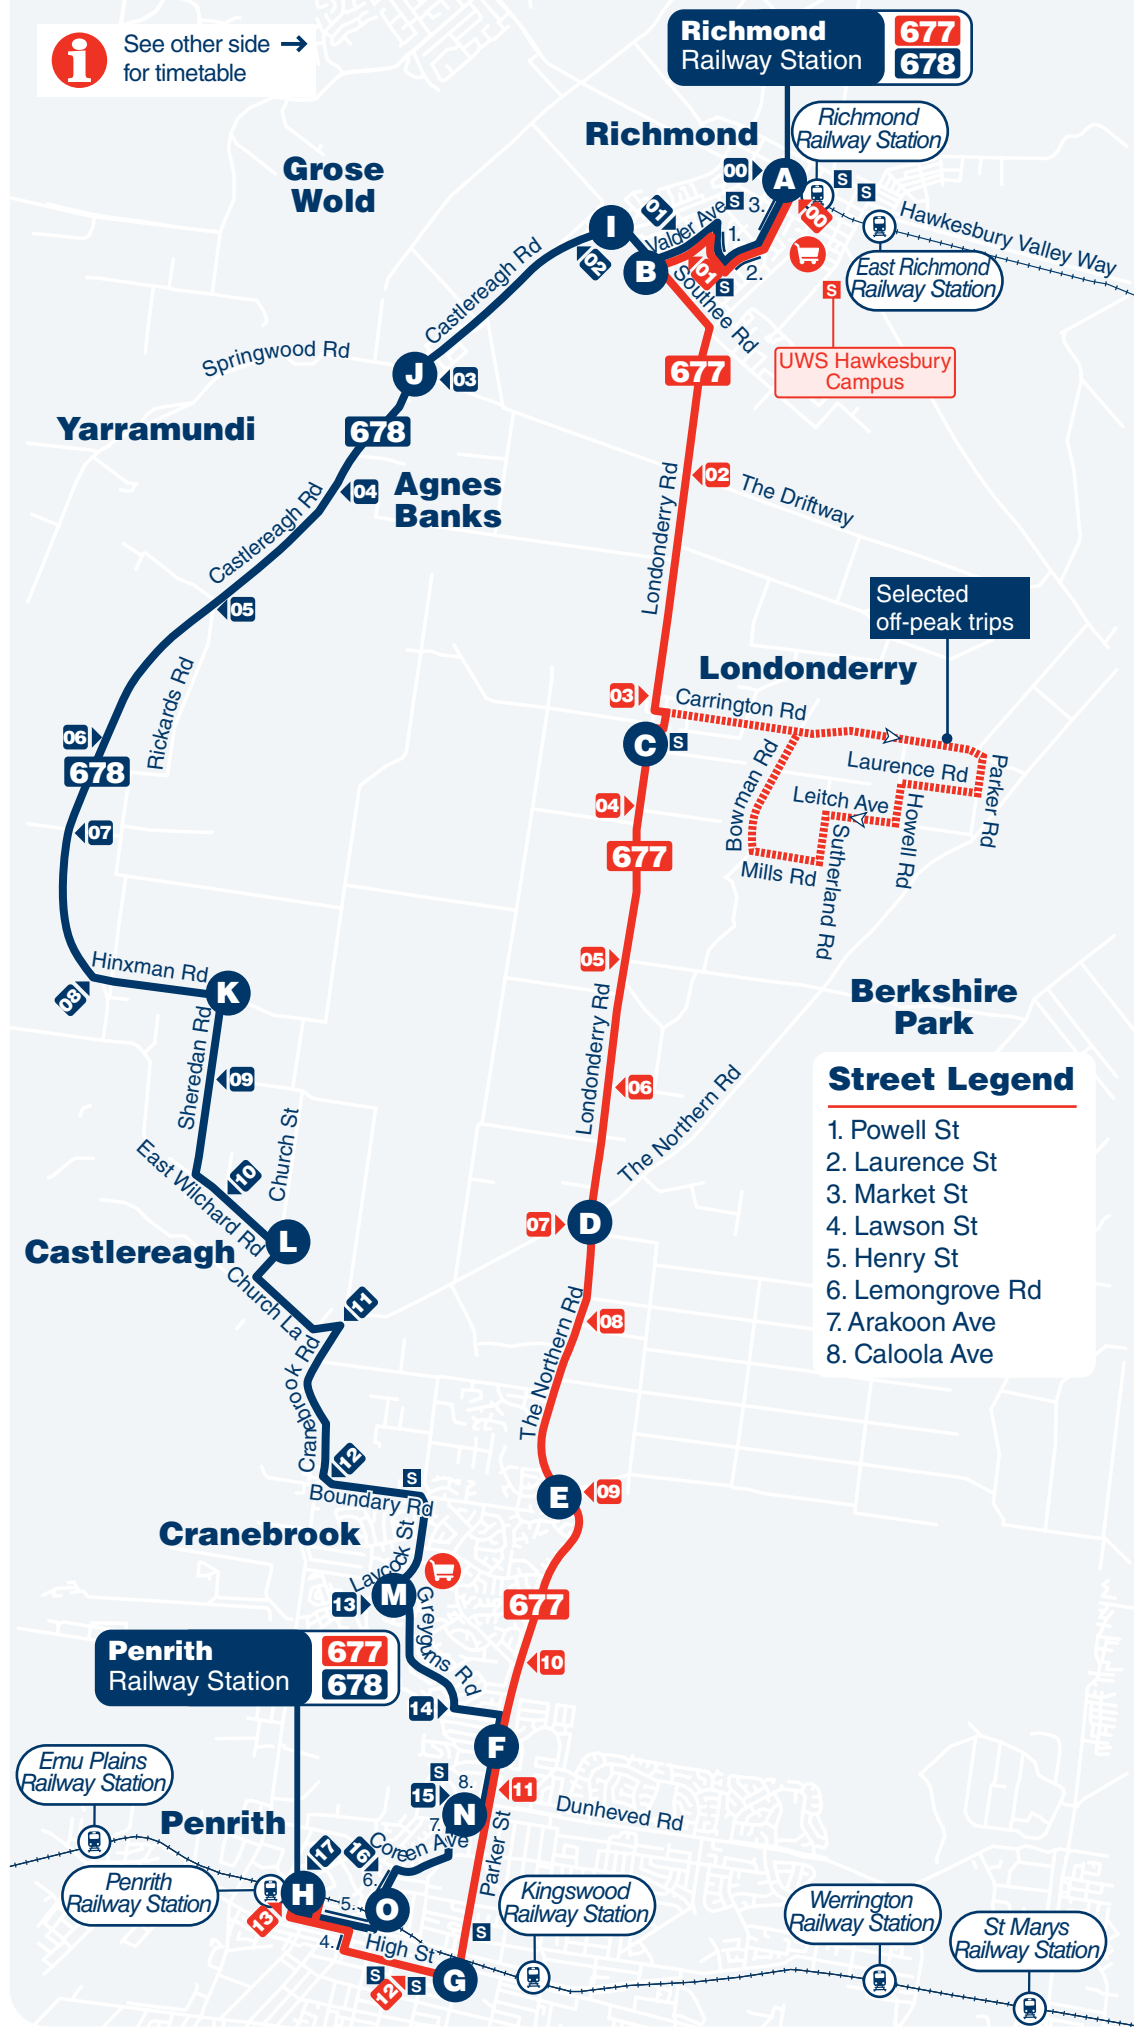 See other side →
for timetable
Richmond
Railway Station
677
678
Richmond
Railway Station
Richmond
Grose
Wold
00
A
S
S
S
3.
00
Hawkesbury Valley Way
I
01
Valder Ave
1.
02
B
01
2.
S
Southee Rd
East Richmond
Railway Station
S
UWS Hawkesbury
Campus
Castlereagh Rd
Springwood Rd
J
03
677
Yarramundi
678
04
Agnes
Banks
02
The Driftway
Londonderry Rd
Castlereagh Rd
05
Selected
off-peak trips
Londonderry
Rickards Rd
03
Carrington Rd
06
678
C
S
Laurence Rd
Parker Rd
Bowman Rd
Leitch Ave
Howell Rd
04
07
677
Mills Rd
Sutherland Rd
Hinxman Rd
08
K
05
Berkshire
Park
Londonderry Rd
Sheredan Rd
09
06
The Northern Rd
Street Legend
1. Powell St
2. Laurence St
3. Market St
4. Lawson St
5. Henry St
6. Lemongrove Rd
7. Arakoon Ave
8. Caloola Ave
Church St
East Wilchard Rd
10
L
Castlereagh
07
D
Church La
11
08
The Northern Rd
Cranebrook Rd
12
S
Boundary Rd
E
09
Cranebrook
Laycock St
M
13
Greygums Rd
677
10
Penrith
Railway Station
677
678
14
F
Emu Plains
Railway Station
S
8.
15
11
N
7.
Dunheved Rd
Parker St
Penrith
17
16
Coreen Ave
6.
Penrith
Railway Station
H
5.
O
13
4.
High St
S
Kingswood
Railway Station
Werrington
Railway Station
St Marys
Railway Station
G
S
12
S